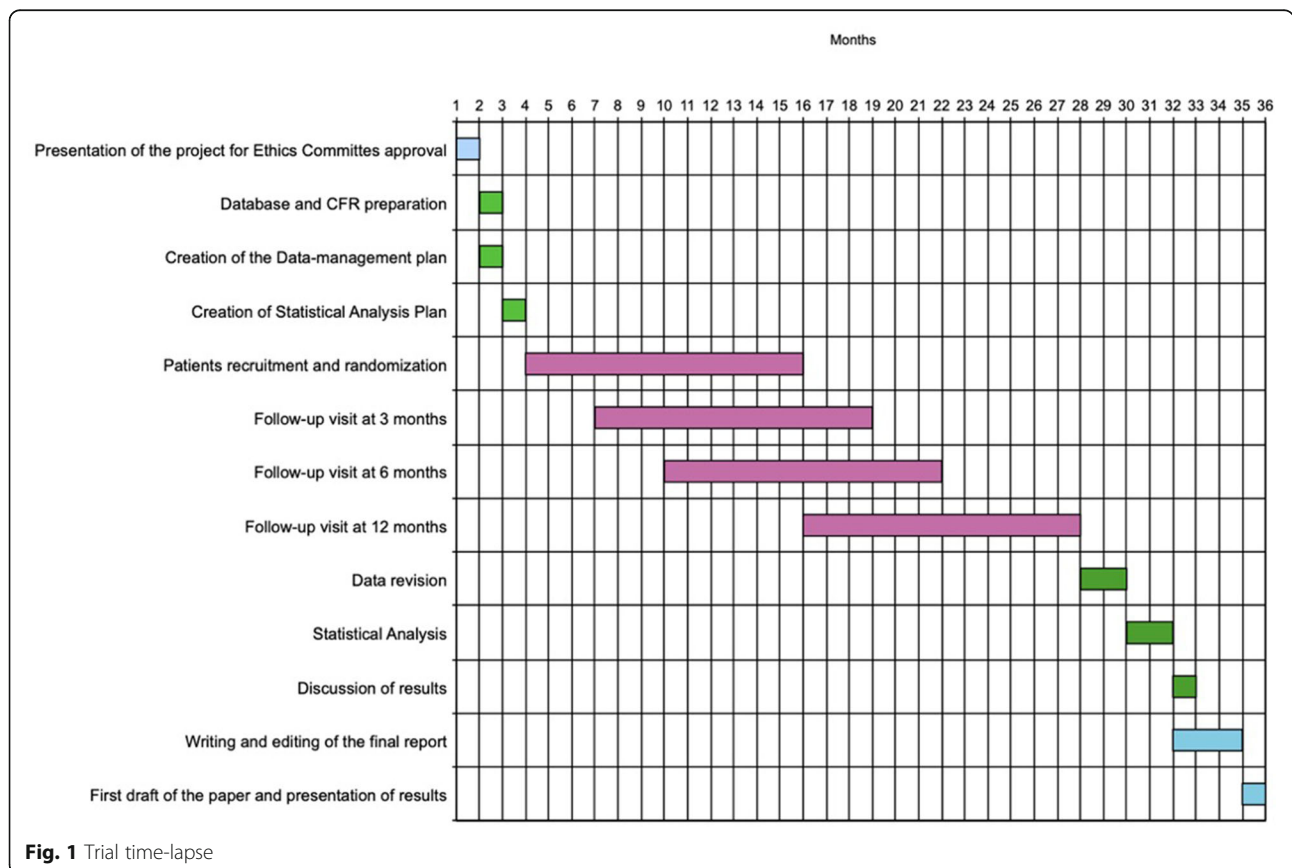 Months
1 2 3 4 5 6 7 8 9 10 11 12 13 14 15 16 17 18 19 20 21 22 23 24 25 26 27 28 29 30 31 32 33 34 35 36
Presentation of the project for Ethics Committes approval
Database and CFR preparation
Creation of the Data-management plan
Creation of Statistical Analysis Plan
Patients recruitment and randomization
Follow-up visit at 3 months
Follow-up visit at 6 months
Follow-up visit at 12 months
Data revision
Statistical Analysis
Discussion of results
Writing and editing of the final report
First draft of the paper and presentation of results
Fig. 1 Trial time-lapse